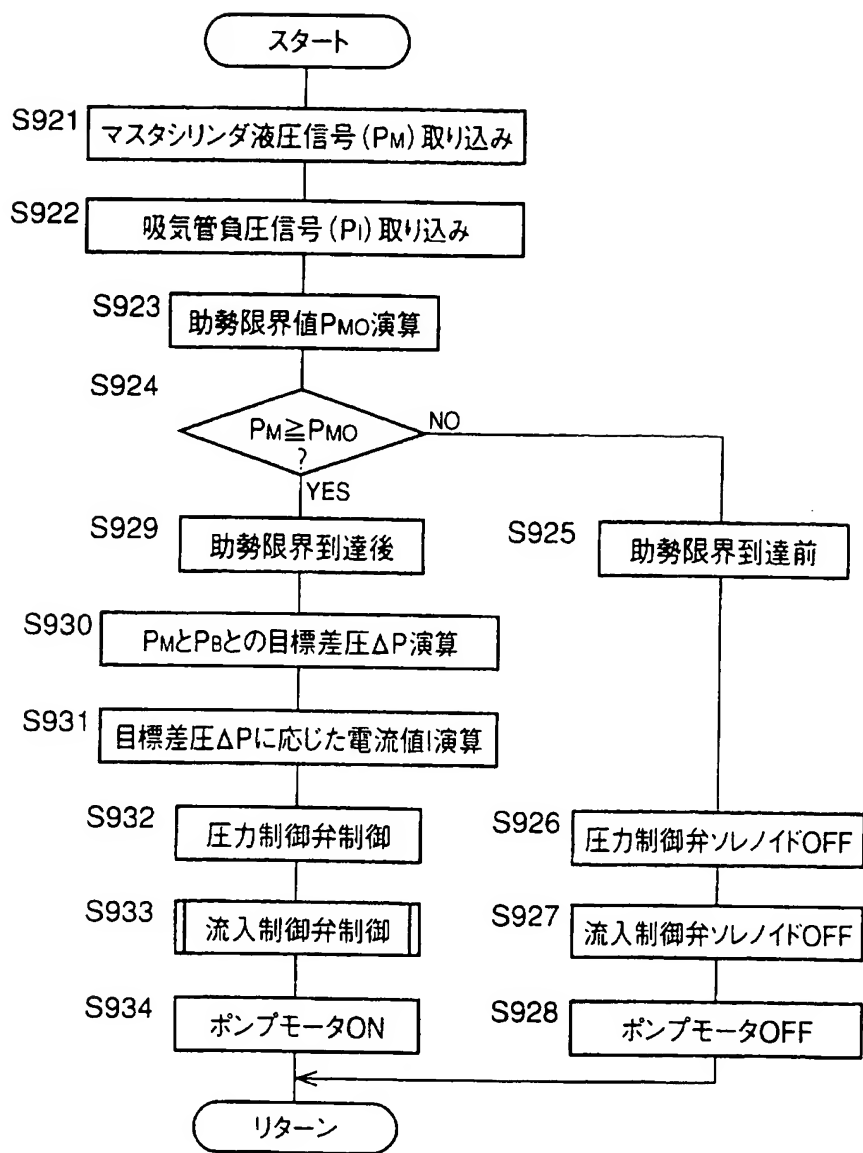 スタート
S921
マスタシリンダ液圧信号(PM)取り込み
S922
吸気管負圧信号(PI)取り込み
S923
助勢限界値PMO演算
S924
PM≧PMO
?
NO
YES
S929
助勢限界到達後
S925
助勢限界到達前
S930
PMとPBとの目標差圧ΔP演算
S931
目標差圧ΔPに応じた電流値I演算
S932
圧力制御弁制御
S926
圧力制御弁ソレノイドOFF
S933
流入制御弁制御
S927
流入制御弁ソレノイドOFF
S934
ポンプモータON
S928
ポンプモータOFF
リターン